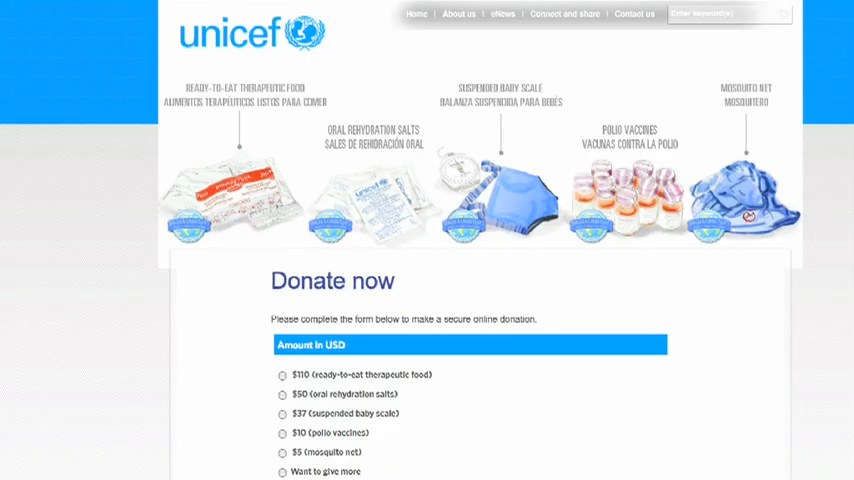 unicef
Home | About us | eNews | Connect and share | Contact us
Enter keyword(s)
READY-TO-EAT THERAPEUTIC FOOD
ALIMENTOS TERAPÉUTICOS LISTOS PARA COMER
ORAL REHYDRATION SALTS
SALES DE REHIDRACIÓN ORAL
SUSPENDED BABY SCALE
BALANZA SUSPENDIDA PARA BEBÉS
POLIO VACCINES
VACUNAS CONTRA LA POLIO
MOSQUITO NET
MOSQUITERO
unicef
Donate now
Please complete the form below to make a secure online donation.
Amount in USD
$110 (ready-to-eat therapeutic food)
$50 (oral rehydration salts)
$37 (suspended baby scale)
$10 (polio vaccines)
$5 (mosquito net)
Want to give more